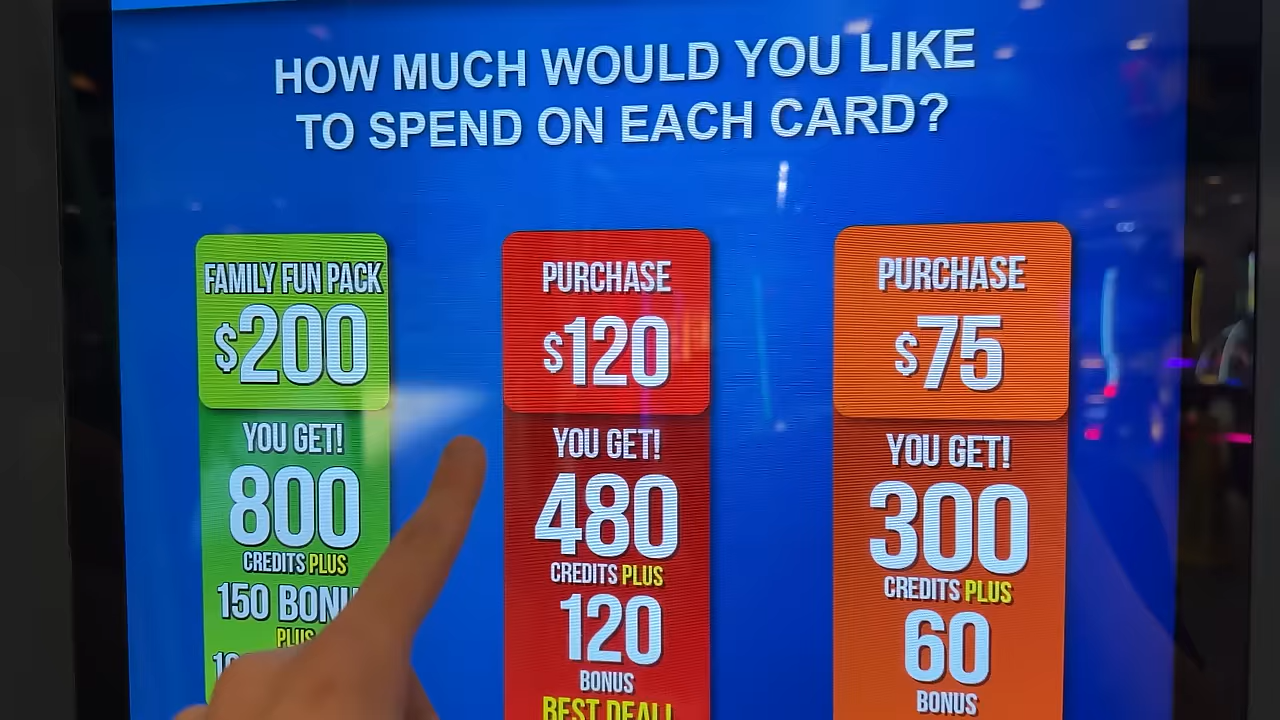 HOW MUCH WOULD YOU LIKE
TO SPEND ON EACH CARD?
FAMILY FUN PACK
$200
YOU GET!
800
CREDITS PLUS
150
PLUS
PURCHASE
$120
YOU GET!
480
CREDITS PLUS
120
BONUS
BEST DEAL!
PURCHASE
$75
YOU GET!
300
CREDITS PLUS
60
BONUS